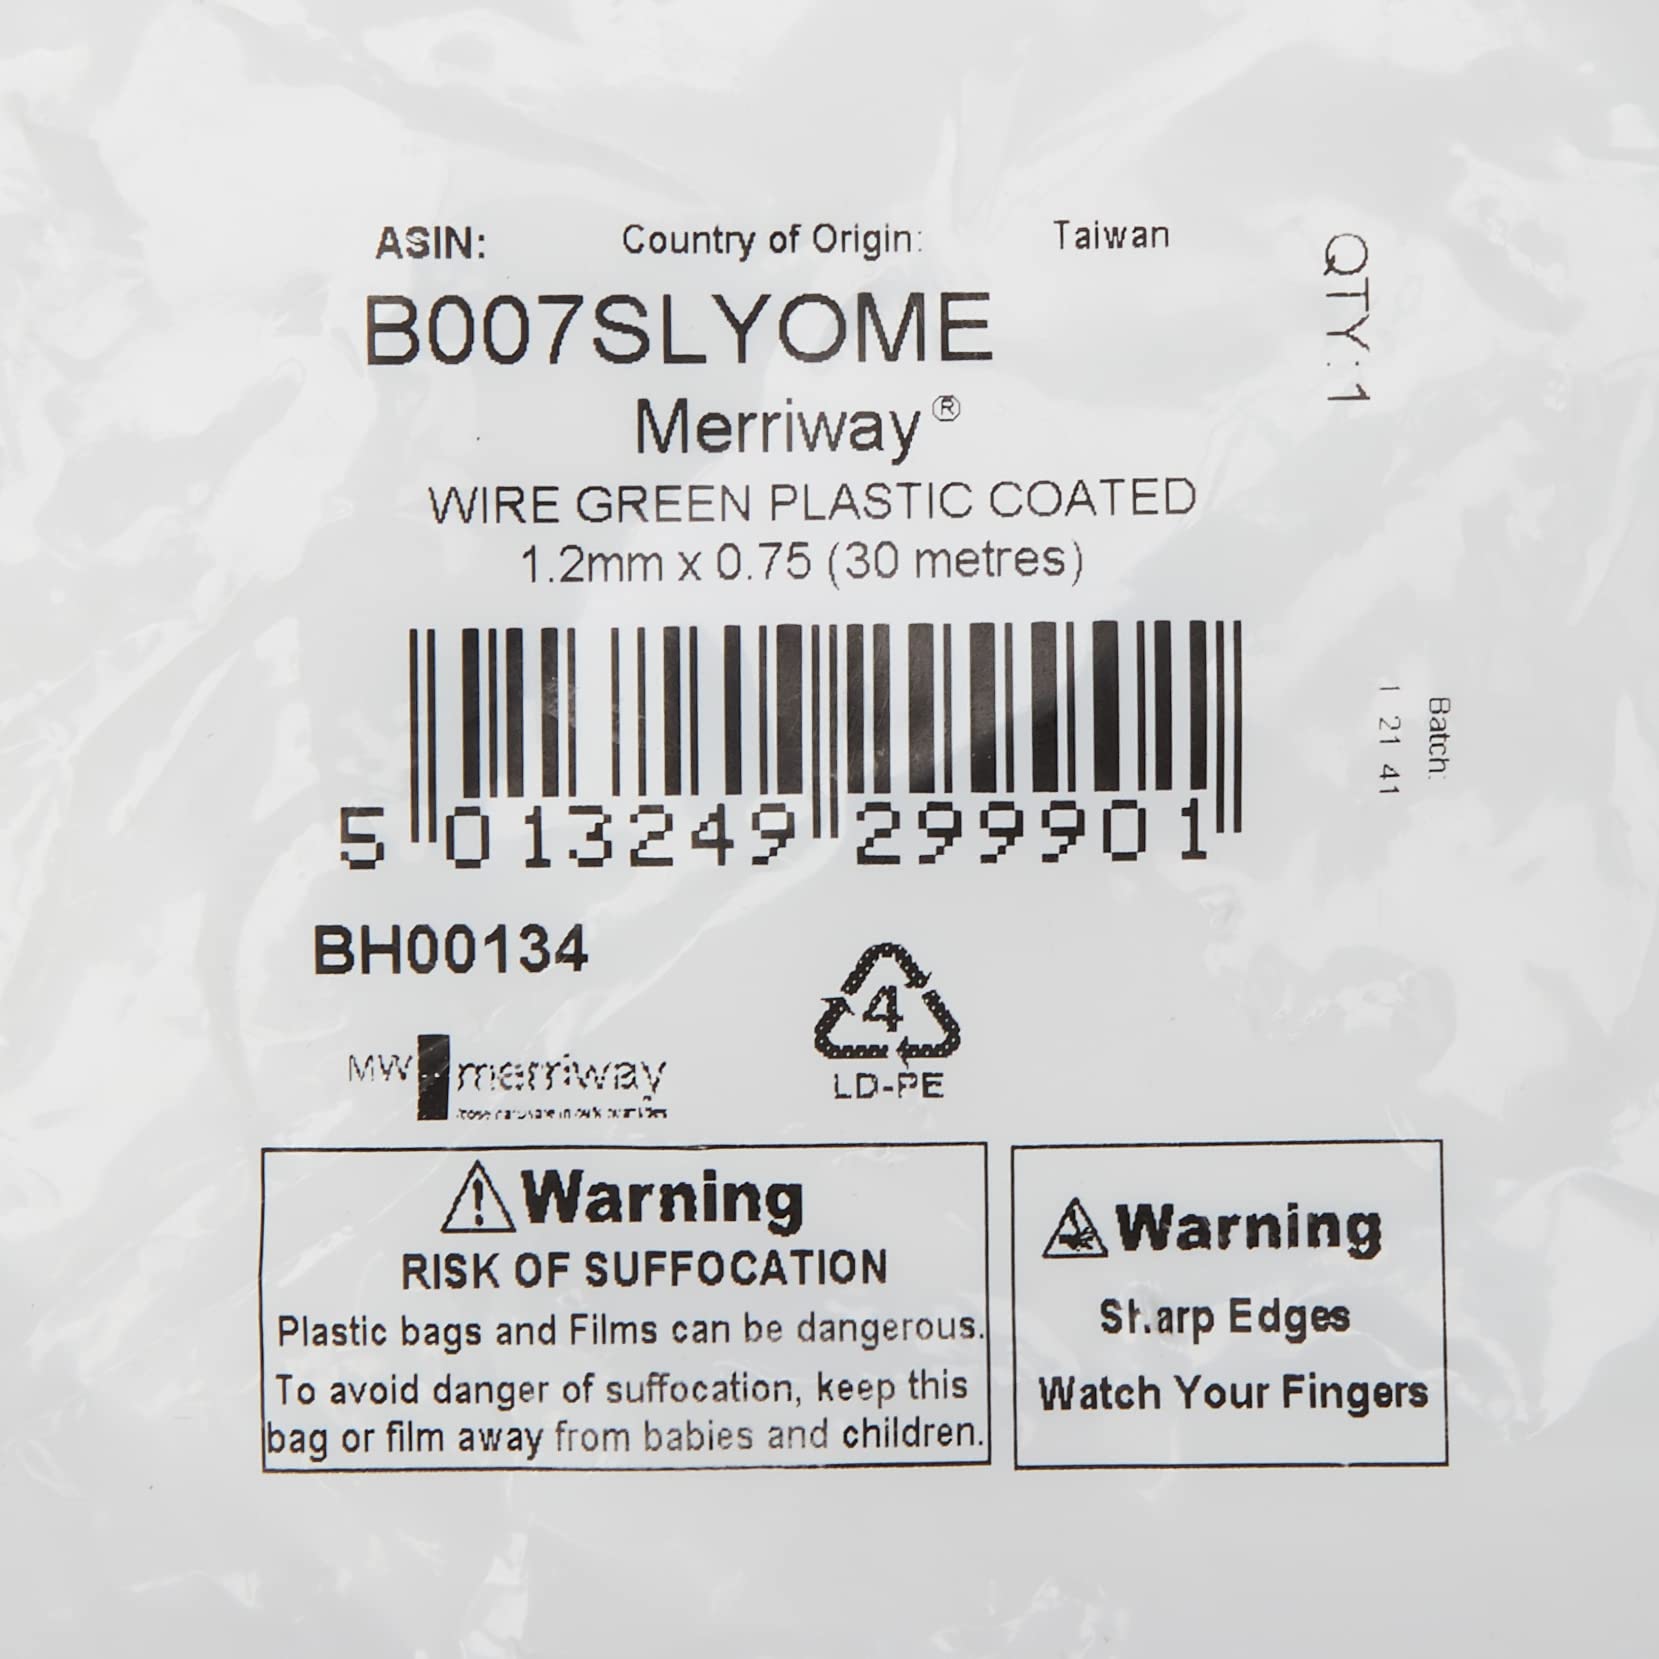 ASIN: Country of Origin: Taiwan
B007SLYOME
Merriway®
WIRE GREEN PLASTIC COATED
1.2mm x 0.75 (30 metres)
QTY:1
5 013249 299901
Batch:
1 21 41
BH00134
4
LD-PE
MW merriway
Warning
RISK OF SUFFOCATION
Plastic bags and Films can be dangerous.
To avoid danger of suffocation, keep this
bag or film away from babies and children.
Warning
Sharp Edges
Watch Your Fingers